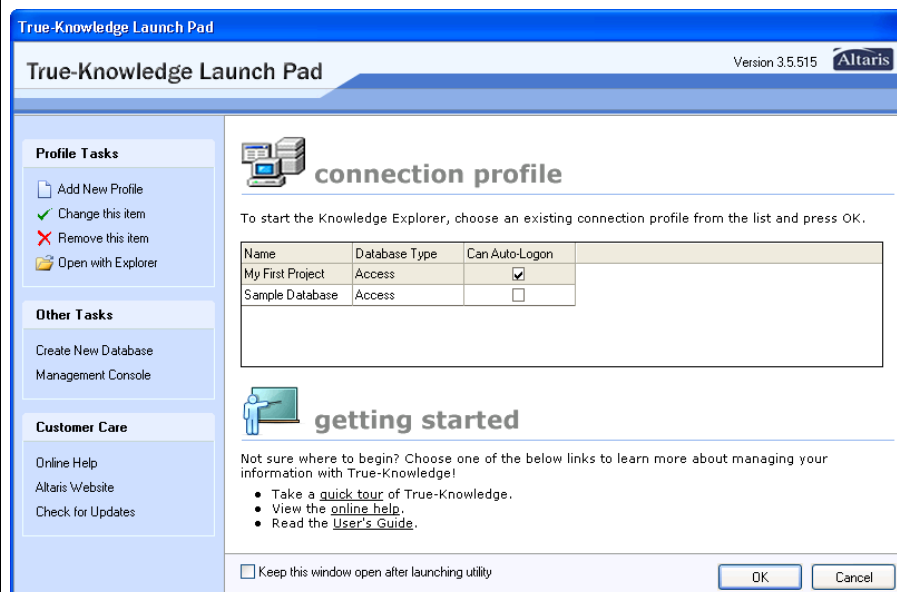 True-Knowledge Launch Pad
True-Knowledge Launch Pad
Version 3.5.515
Altaris
Profile Tasks
Add New Profile
Change this item
Remove this item
Open with Explorer
Other Tasks
Create New Database
Management Console
Customer Care
Online Help
Altaris Website
Check for Updates
connection profile
To start the Knowledge Explorer, choose an existing connection profile from the list and press OK.
Name Database Type Can Auto-Logon
My First Project Access
Sample Database Access
getting started
Not sure where to begin? Choose one of the below links to learn more about managing your
information with True-Knowledge!
• Take a quick tour of True-Knowledge.
• View the online help.
• Read the User's Guide.
Keep this window open after launching utility
OK
Cancel